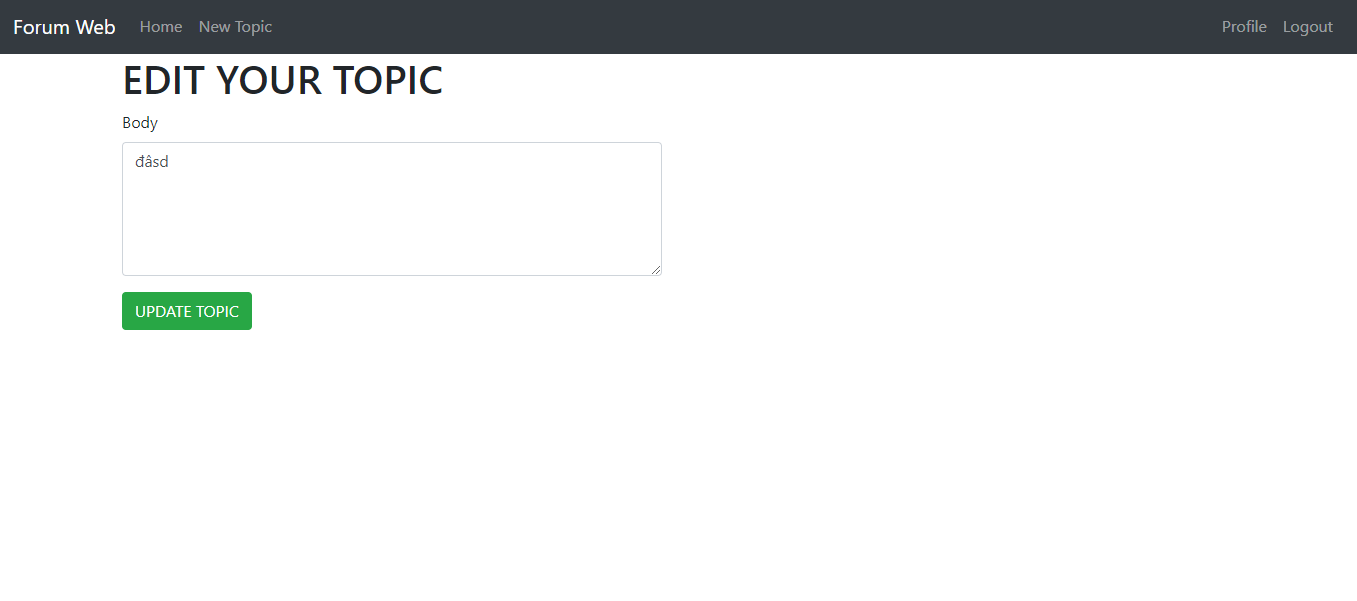 Forum Web Home New Topic Profile Logout
EDIT YOUR TOPIC
Body
đâsd
UPDATE TOPIC